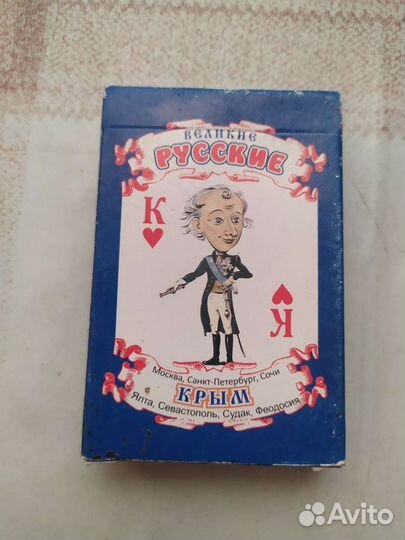 ВЕЛИКИЕ
РУССКИЕ
К
К
Москва, Санкт-Петербург, Сочи
КРЫМ
Ялта, Севастополь, Судак, Феодосия
Avito